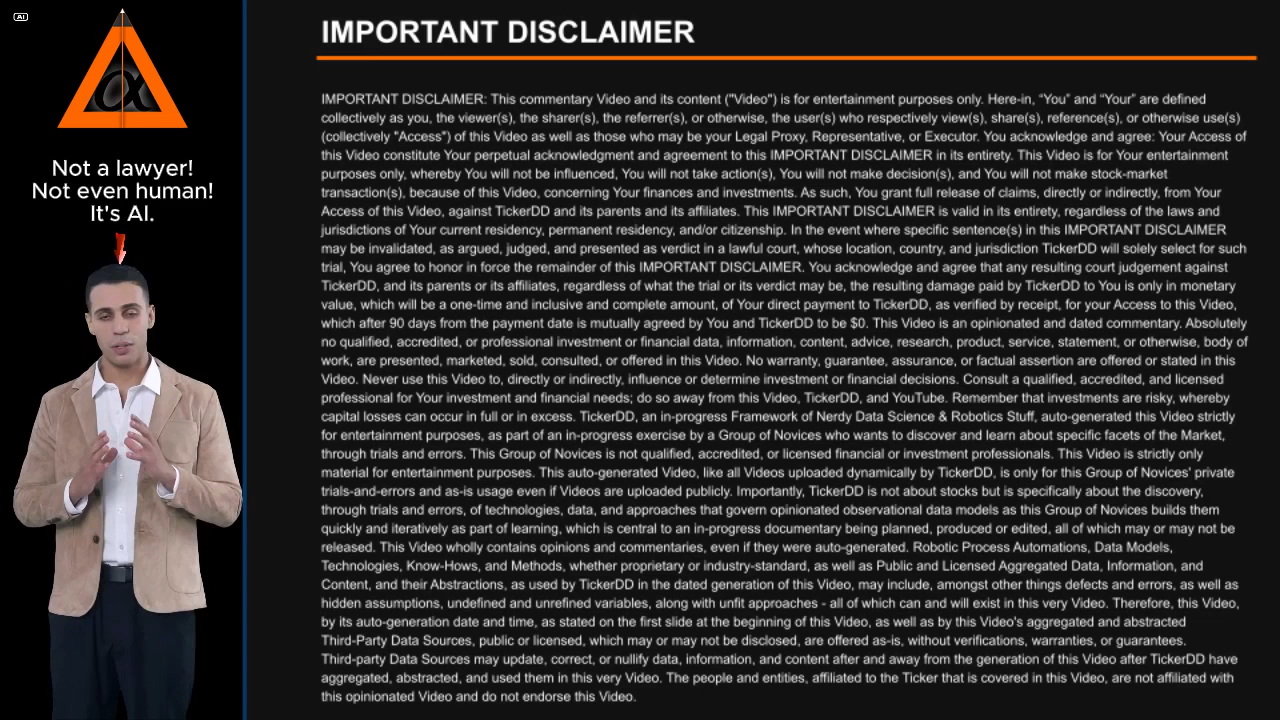 AI
α
Not a lawyer!
Not even human!
It's AI.
IMPORTANT DISCLAIMER
IMPORTANT DISCLAIMER: This commentary Video and its content ("Video") is for entertainment purposes only. Here-in, “You” and “Your” are defined
collectively as you, the viewer(s), the sharer(s), the referrer(s), or otherwise, the user(s) who respectively view(s), share(s), reference(s), or otherwise use(s)
(collectively "Access") of this Video as well as those who may be your Legal Proxy, Representative, or Executor. You acknowledge and agree: Your Access of
this Video constitute Your perpetual acknowledgment and agreement to this IMPORTANT DISCLAIMER in its entirety. This Video is for Your entertainment
purposes only, whereby You will not be influenced, You will not take action(s), You will not make decision(s), and You will not make stock-market
transaction(s), because of this Video, concerning Your finances and investments. As such, You grant full release of claims, directly or indirectly, from Your
Access of this Video, against TickerDD and its parents and its affiliates. This IMPORTANT DISCLAIMER is valid in its entirety, regardless of the laws and
jurisdictions of Your current residency, permanent residency, and/or citizenship. In the event where specific sentence(s) in this IMPORTANT DISCLAIMER
may be invalidated, as argued, judged, and presented as verdict in a lawful court, whose location, country, and jurisdiction TickerDD will solely select for such
trial, You agree to honor in force the remainder of this IMPORTANT DISCLAIMER. You acknowledge and agree that any resulting court judgement against
TickerDD, and its parents or its affiliates, regardless of what the trial or its verdict may be, the resulting damage paid by TickerDD to You is only in monetary
value, which will be a one-time and inclusive and complete amount, of Your direct payment to TickerDD, as verified by receipt, for your Access to this Video,
which after 90 days from the payment date is mutually agreed by You and TickerDD to be $0. This Video is an opinionated and dated commentary. Absolutely
no qualified, accredited, or professional investment or financial data, information, content, advice, research, product, service, statement, or otherwise, body of
work, are presented, marketed, sold, consulted, or offered in this Video. No warranty, guarantee, assurance, or factual assertion are offered or stated in this
Video. Never use this Video to, directly or indirectly, influence or determine investment or financial decisions. Consult a qualified, accredited, and licensed
professional for Your investment and financial needs; do so away from this Video, TickerDD, and YouTube. Remember that investments are risky, whereby
capital losses can occur in full or in excess. TickerDD, an in-progress Framework of Nerdy Data Science & Robotics Stuff, auto-generated this Video strictly
for entertainment purposes, as part of an in-progress exercise by a Group of Novices who wants to discover and learn about specific facets of the Market,
through trials and errors. This Group of Novices is not qualified, accredited, or licensed financial or investment professionals. This Video is strictly only
material for entertainment purposes. This auto-generated Video, like all Videos uploaded dynamically by TickerDD, is only for this Group of Novices' private
trials-and-errors and as-is usage even if Videos are uploaded publicly. Importantly, TickerDD is not about stocks but is specifically about the discovery,
through trials and errors, of technologies, data, and approaches that govern opinionated observational data models as this Group of Novices builds them
quickly and iteratively as part of learning, which is central to an in-progress documentary being planned, produced or edited, all of which may or may not be
released. This Video wholly contains opinions and commentaries, even if they were auto-generated. Robotic Process Automations, Data Models,
Technologies, Know-Hows, and Methods, whether proprietary or industry-standard, as well as Public and Licensed Aggregated Data, Information, and
Content, and their Abstractions, as used by TickerDD in the dated generation of this Video, may include, amongst other things defects and errors, as well as
hidden assumptions, undefined and unrefined variables, along with unfit approaches - all of which can and will exist in this very Video. Therefore, this Video,
by its auto-generation date and time, as stated on the first slide at the beginning of this Video, as well as by this Video's aggregated and abstracted
Third-Party Data Sources, public or licensed, which may or may not be disclosed, are offered as-is, without verifications, warranties, or guarantees.
Third-party Data Sources may update, correct, or nullify data, information, and content after and away from the generation of this Video after TickerDD have
aggregated, abstracted, and used them in this very Video. The people and entities, affiliated to the Ticker that is covered in this Video, are not affiliated with
this opinionated Video and do not endorse this Video.